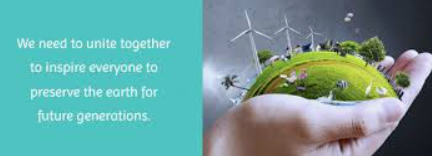 We need to unite together
to inspire everyone to
preserve the earth for
future generations.